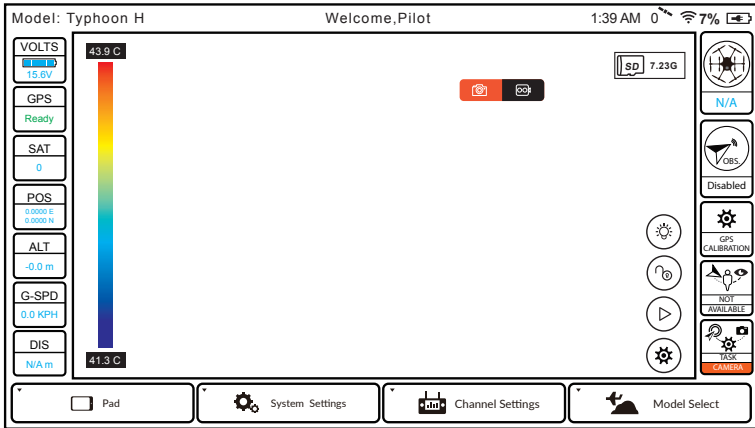 Model: Typhoon H Welcome,Pilot 1:39 AM 0 7%
VOLTS
15.6V
GPS
Ready
SAT
0
POS
0.0000 E
0.0000 N
ALT
-0.0 m
G-SPD
0.0 KPH
DIS
N/A m
43.9 C
41.3 C
SD 7.23G
N/A
OBS.
Disabled
GPS
CALIBRATION
NOT
AVAILABLE
TASK
CAMERA
Pad
System Settings
Channel Settings
Model Select